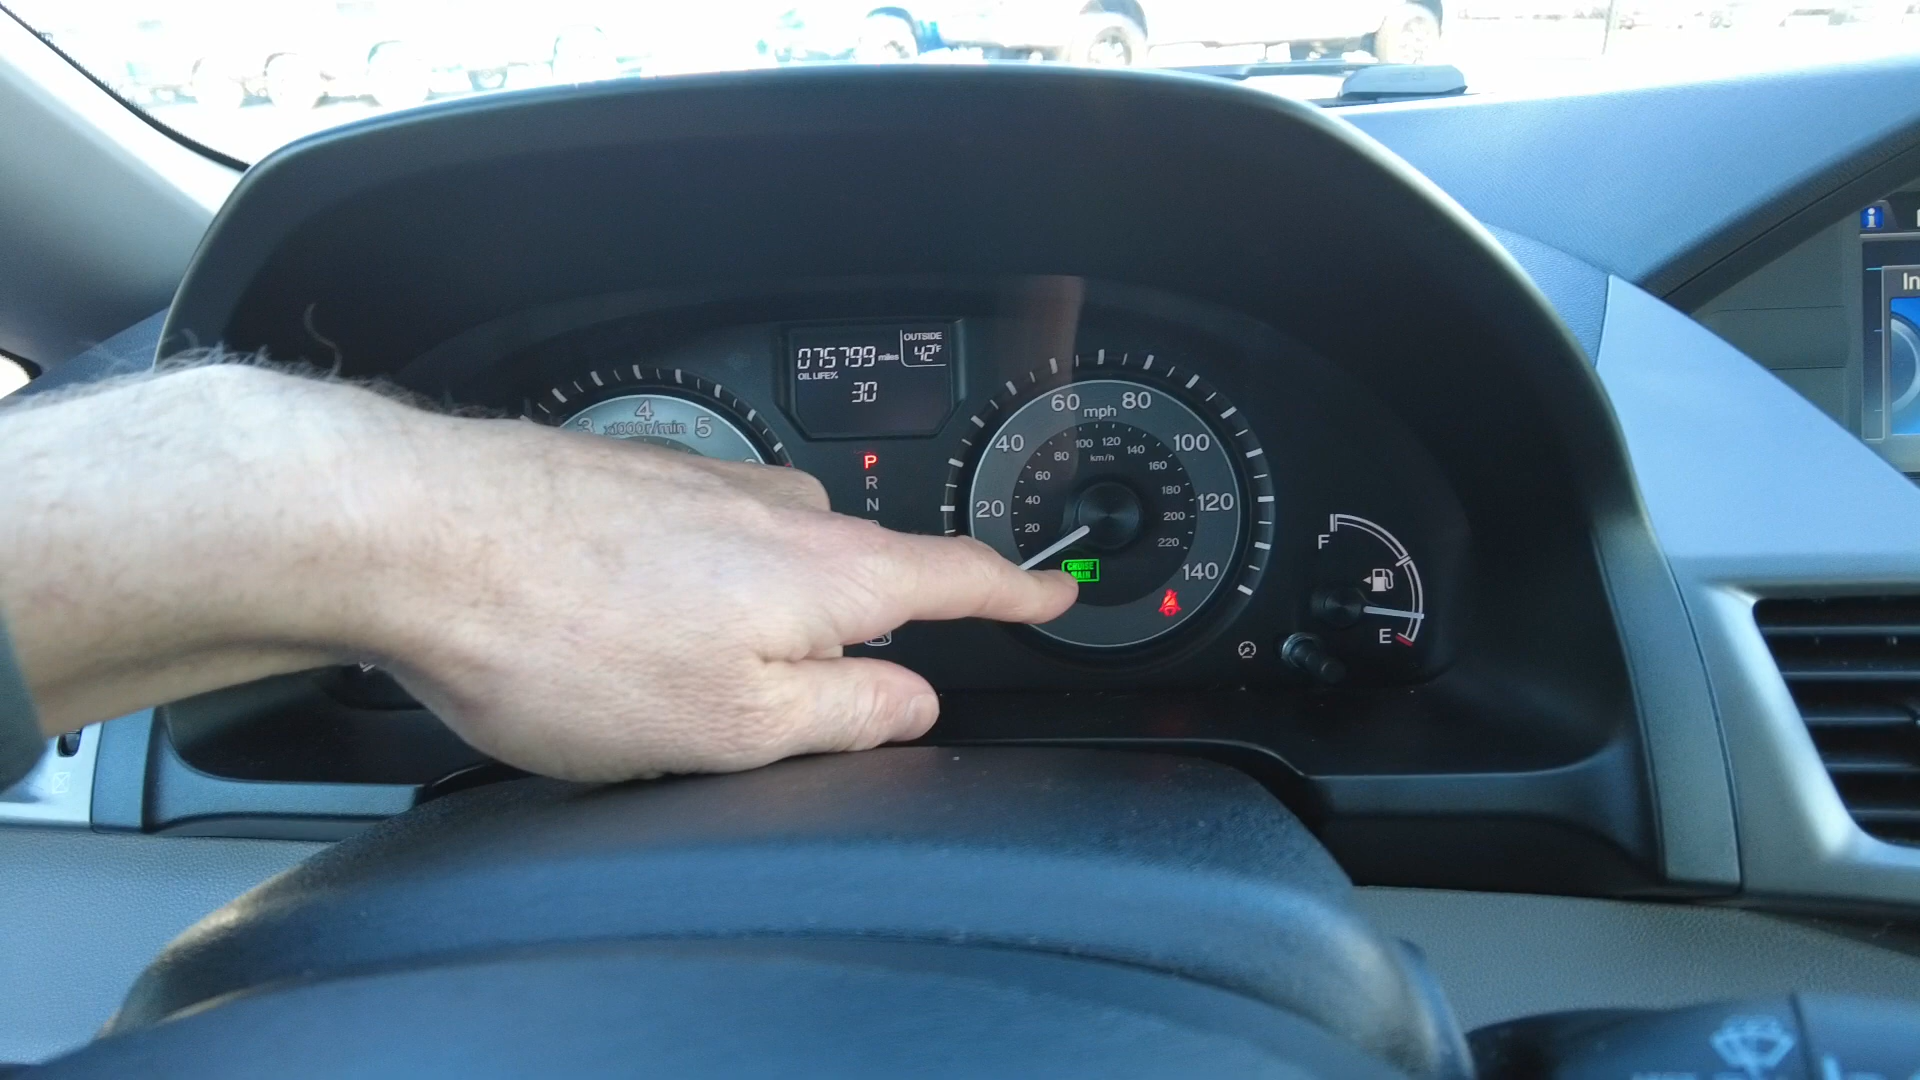 OUTSIDE
075799 miles 42°F
OIL LIFE%
30
3 4 5
x1000r/min
P
R
N
20 40 60 80 100 120 140
mph
20 40 60 80 100 120 140 160 180 200 220
km/h
CRUISE
MAIN
F
E
i
In